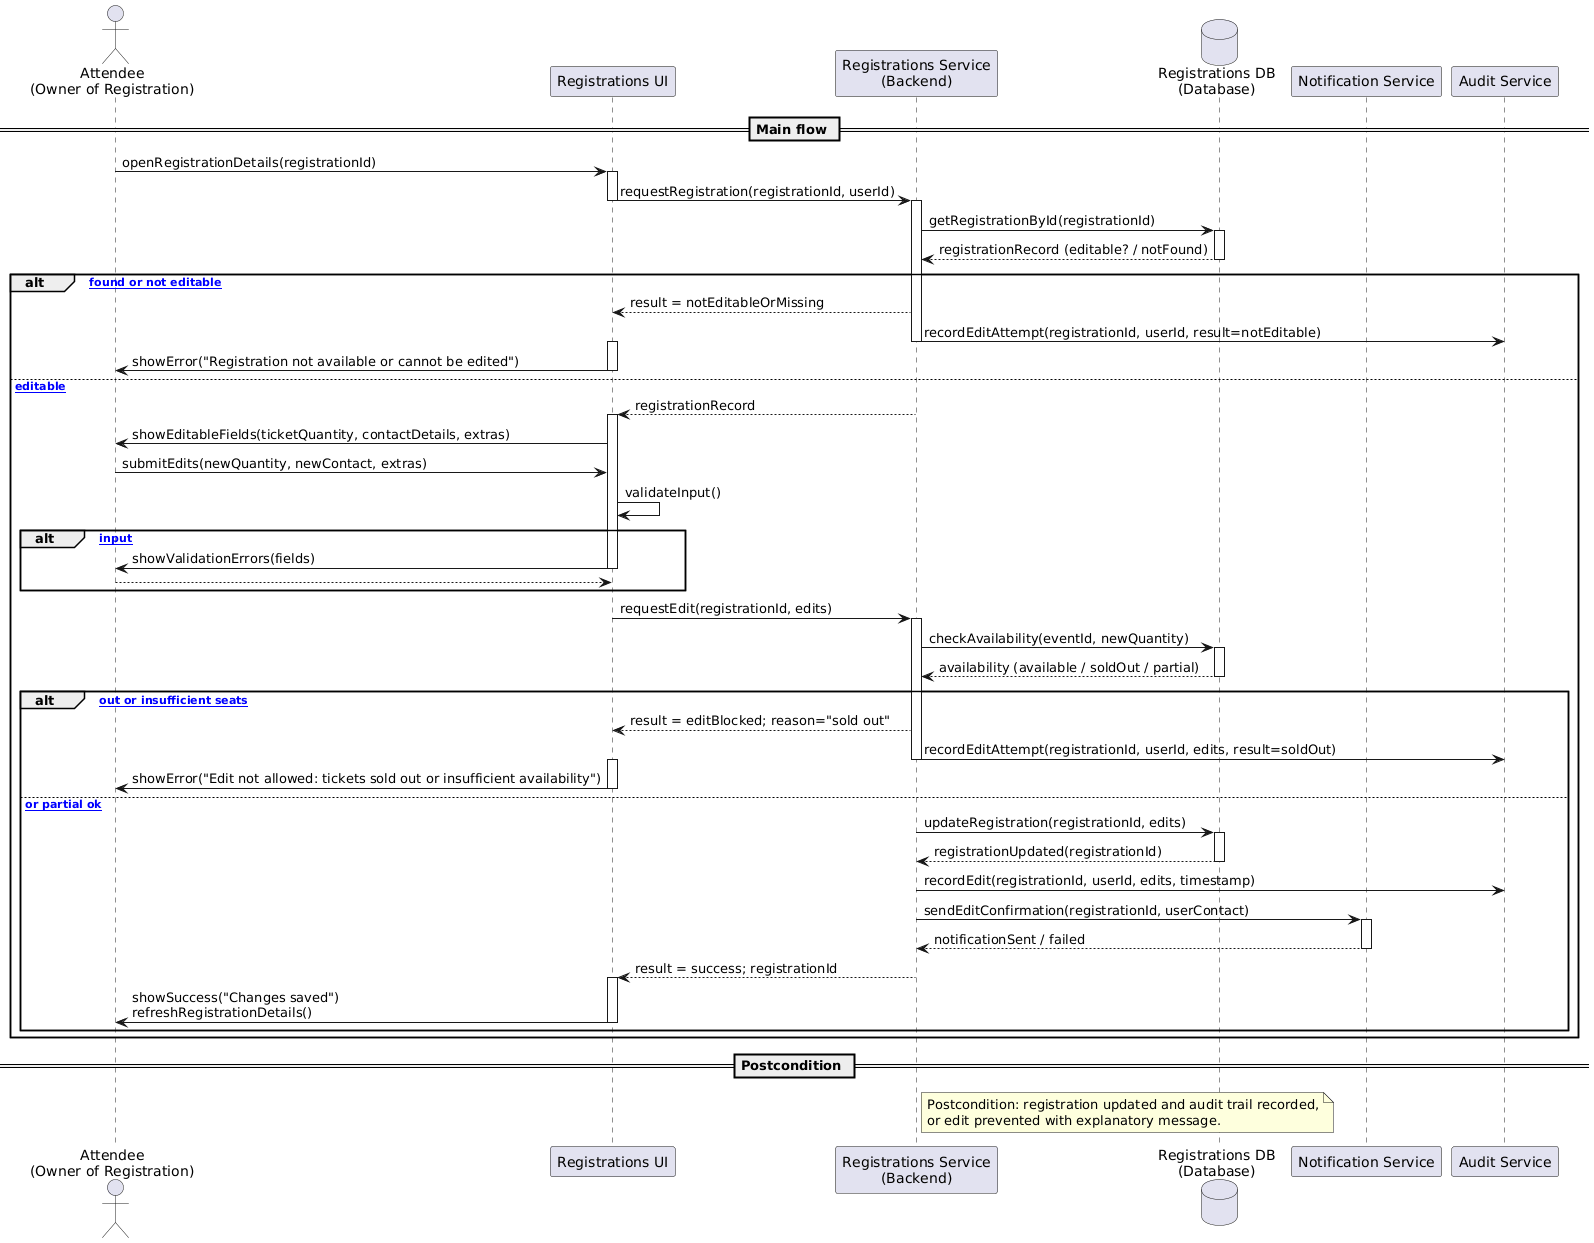 Attendee
(Owner of Registration)
Registrations UI
Registrations Service
(Backend)
Registrations DB
(Database)
Notification Service
Audit Service
Main flow
openRegistrationDetails(registrationId)
requestRegistration(registrationId, userId)
getRegistrationById(registrationId)
registrationRecord (editable? / notFound)
alt
found or not editable
result = notEditableOrMissing
recordEditAttempt(registrationId, userId, result=notEditable)
showError("Registration not available or cannot be edited")
editable
registrationRecord
showEditableFields(ticketQuantity, contactDetails, extras)
submitEdits(newQuantity, newContact, extras)
validateInput()
alt
input
showValidationErrors(fields)
requestEdit(registrationId, edits)
checkAvailability(eventId, newQuantity)
availability (available / soldOut / partial)
alt
out or insufficient seats
result = editBlocked; reason="sold out"
recordEditAttempt(registrationId, userId, edits, result=soldOut)
showError("Edit not allowed: tickets sold out or insufficient availability")
or partial ok
updateRegistration(registrationId, edits)
registrationUpdated(registrationId)
recordEdit(registrationId, userId, edits, timestamp)
sendEditConfirmation(registrationId, userContact)
notificationSent / failed
result = success; registrationId
showSuccess("Changes saved")
refreshRegistrationDetails()
Postcondition
Postcondition: registration updated and audit trail recorded,
or edit prevented with explanatory message.
Attendee
(Owner of Registration)
Registrations UI
Registrations Service
(Backend)
Registrations DB
(Database)
Notification Service
Audit Service